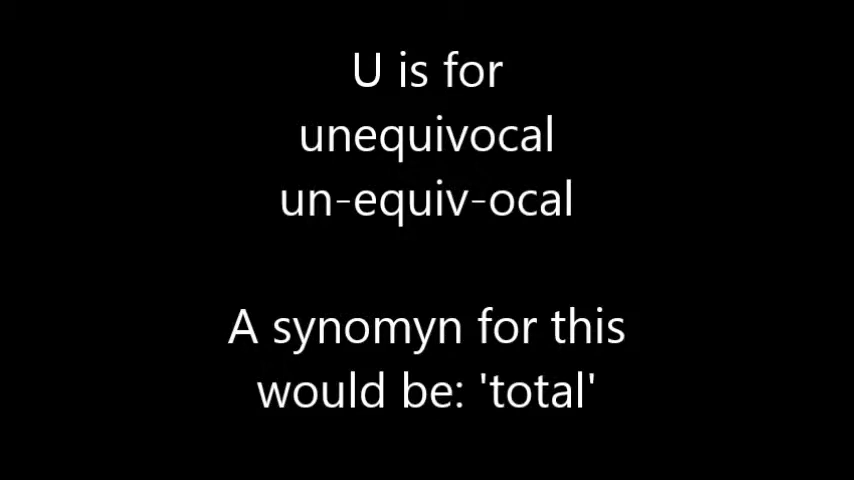 U is for
unequivocal
un-equiv-ocal
A synomyn for this
would be: 'total'